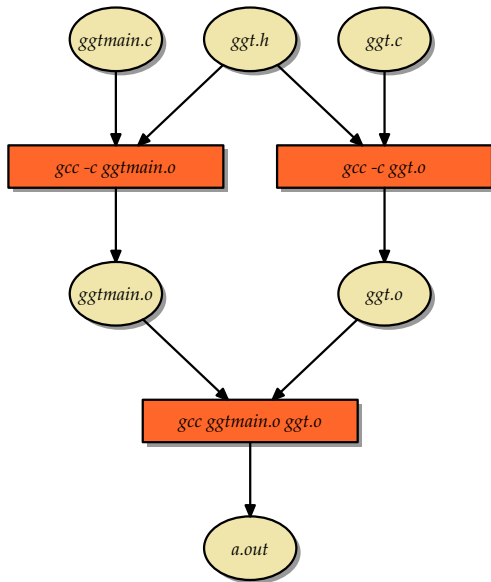 ggtmain.c
ggt.h
ggt.c
gcc -c ggtmain.o
gcc -c ggt.o
ggtmain.o
ggt.o
gcc ggtmain.o ggt.o
a.out